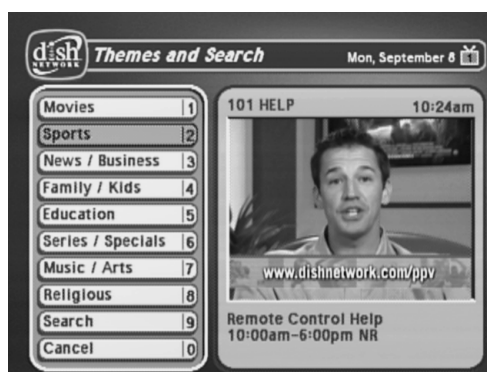 dish
NETWORK
Themes and Search
Mon, September 8
1
Movies 1
Sports 2
News / Business 3
Family / Kids 4
Education 5
Series / Specials 6
Music / Arts 7
Religious 8
Search 9
Cancel 0
101 HELP 10:24am
www.dishnetwork.com/ppv
Remote Control Help
10:00am-6:00pm NR